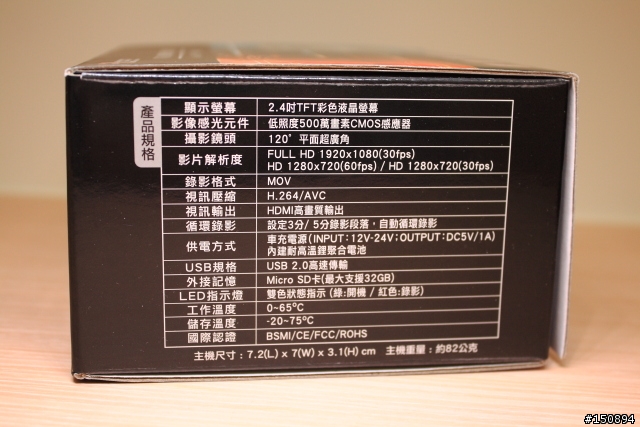 產品規格
顯示螢幕 2.4吋TFT彩色液晶螢幕
影像感光元件 低照度500萬畫素CMOS感應器
攝影鏡頭 120°平面超廣角
影片解析度 FULL HD 1920x1080(30fps)
HD 1280x720(60fps) / HD 1280x720(30fps)
錄影格式 MOV
視訊壓縮 H.264/AVC
視訊輸出 HDMI高畫質輸出
循環錄影 設定3分/ 5分錄影段落，自動循環錄影
供電方式 車充電源(INPUT：12V-24V；OUTPUT：DC5V/1A)
內建耐高溫鋰聚合電池
USB規格 USB 2.0高速傳輸
外接記憶 Micro SD卡(最大支援32GB)
LED指示燈 雙色狀態指示 (綠:開機 / 紅色:錄影)
工作溫度 0~65°C
儲存溫度 -20~75°C
國際認證 BSMI/CE/FCC/ROHS
主機尺寸：7.2(L) x 7(W) x 3.1(H) cm 主機重量：約82公克
#150894